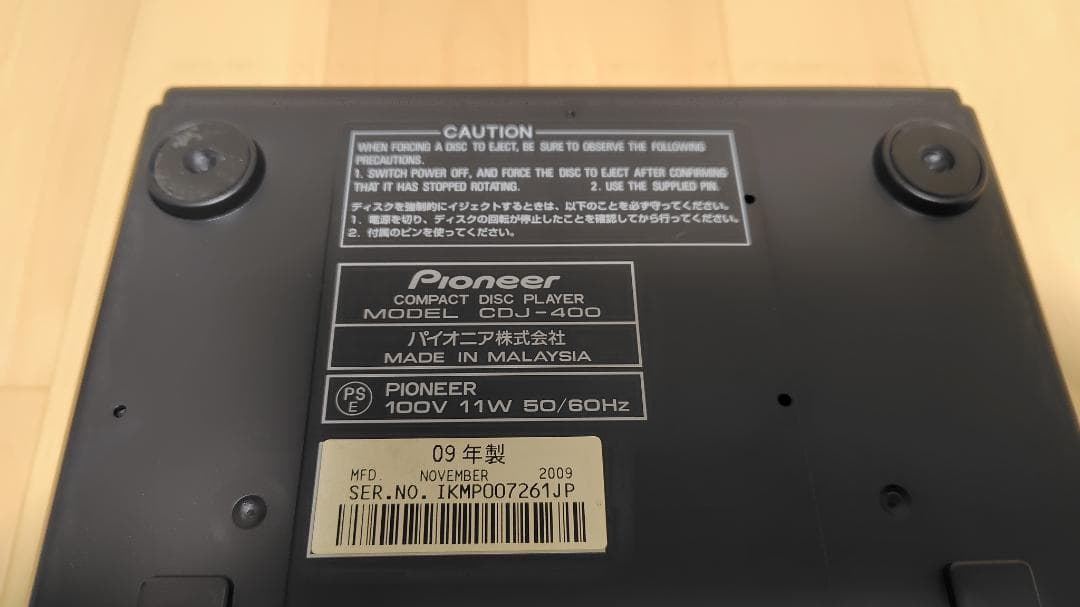 CAUTION
WHEN FORCING A DISC TO EJECT, BE SURE TO OBSERVE THE FOLLOWING
PRECAUTIONS.
1. SWITCH POWER OFF, AND FORCE THE DISC TO EJECT AFTER CONFIRMING
THAT IT HAS STOPPED ROTATING. 2. USE THE SUPPLIED PIN.
ディスクを強制的にイジェクトするときは、以下のことを必ず守ってください。
1. 電源を切り、ディスクの回転が停止したことを確認してから行ってください。
2. 付属のピンを使ってください。
Pioneer
COMPACT DISC PLAYER
MODEL CDJ-400
パイオニア株式会社
MADE IN MALAYSIA
PS
E
PIONEER
100V 11W 50/60Hz
09年製
MFD. NOVEMBER 2009
SER.NO. IKMP007261JP